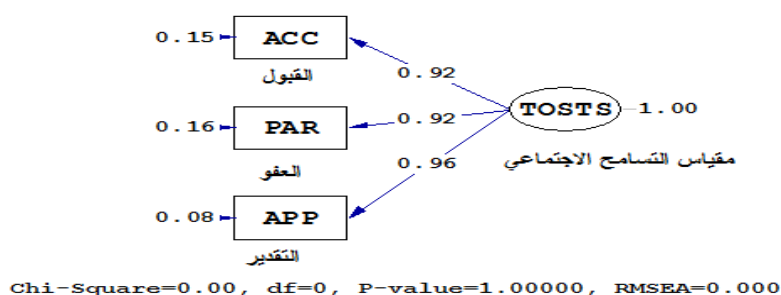 0.15 ACC
القبول
0.92
0.16 PAR
العفو
0.92
TOSTS 1.00
مقياس التسامح الاجتماعي
0.96
0.08 APP
التقدير
Chi-Square=0.00, df=0, P-value=1.00000, RMSEA=0.000